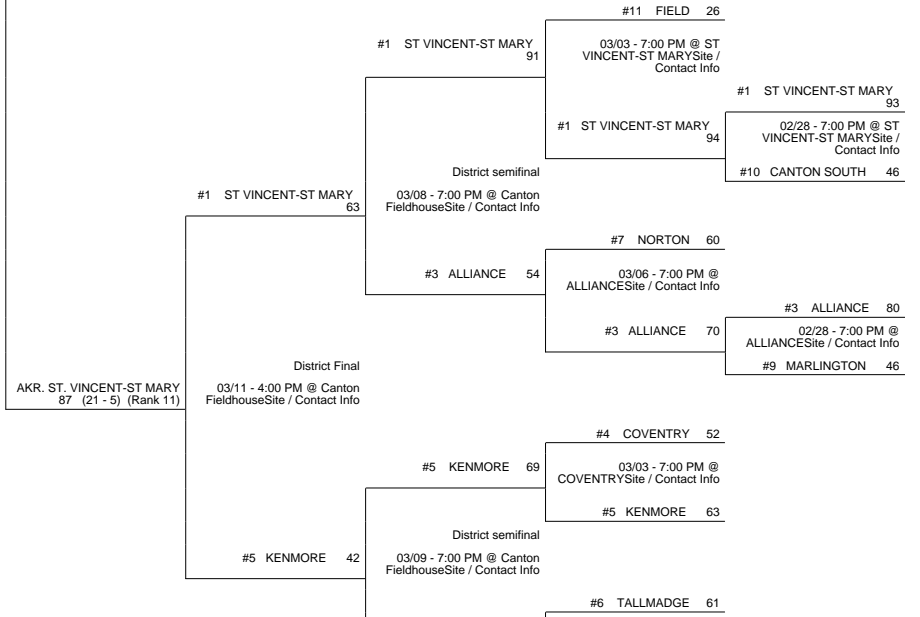 #11 FIELD 26
#1 ST VINCENT-ST MARY
91
03/03 - 7:00 PM @ ST
VINCENT-ST MARYSite /
Contact Info
#1 ST VINCENT-ST MARY
93
#1 ST VINCENT-ST MARY
94
02/28 - 7:00 PM @ ST
VINCENT-ST MARYSite /
Contact Info
#10 CANTON SOUTH 46
District semifinal
03/08 - 7:00 PM @ Canton
FieldhouseSite / Contact Info
#1 ST VINCENT-ST MARY
63
#7 NORTON 60
#3 ALLIANCE 54
03/06 - 7:00 PM @
ALLIANCESite / Contact Info
#3 ALLIANCE 80
#3 ALLIANCE 70
02/28 - 7:00 PM @
ALLIANCESite / Contact Info
#9 MARLINGTON 46
District Final
03/11 - 4:00 PM @ Canton
FieldhouseSite / Contact Info
AKR. ST. VINCENT-ST MARY
87 (21 - 5) (Rank 11)
#4 COVENTRY 52
#5 KENMORE 69
03/03 - 7:00 PM @
COVENTRYSite / Contact Info
#5 KENMORE 63
District semifinal
03/09 - 7:00 PM @ Canton
FieldhouseSite / Contact Info
#5 KENMORE 42
#6 TALLMADGE 61